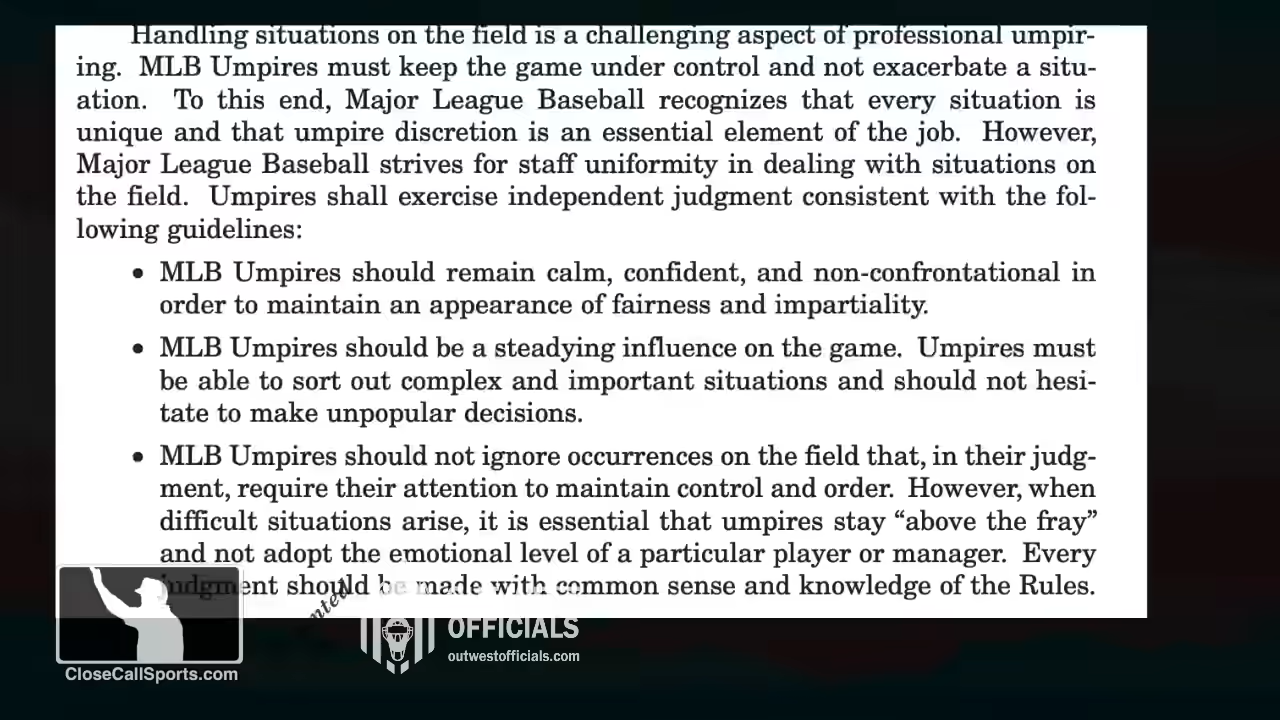 Handling situations on the field is a challenging aspect of professional umpir-
ing. MLB Umpires must keep the game under control and not exacerbate a situ-
ation. To this end, Major League Baseball recognizes that every situation is
unique and that umpire discretion is an essential element of the job. However,
Major League Baseball strives for staff uniformity in dealing with situations on
the field. Umpires shall exercise independent judgment consistent with the fol-
lowing guidelines:
• MLB Umpires should remain calm, confident, and non-confrontational in
order to maintain an appearance of fairness and impartiality.
• MLB Umpires should be a steadying influence on the game. Umpires must
be able to sort out complex and important situations and should not hesi-
tate to make unpopular decisions.
• MLB Umpires should not ignore occurrences on the field that, in their judg-
ment, require their attention to maintain control and order. However, when
difficult situations arise, it is essential that umpires stay “above the fray”
and not adopt the emotional level of a particular player or manager. Every
judgment should be made with common sense and knowledge of the Rules.
OFFICIALS
outwestofficials.com
CloseCallSports.com